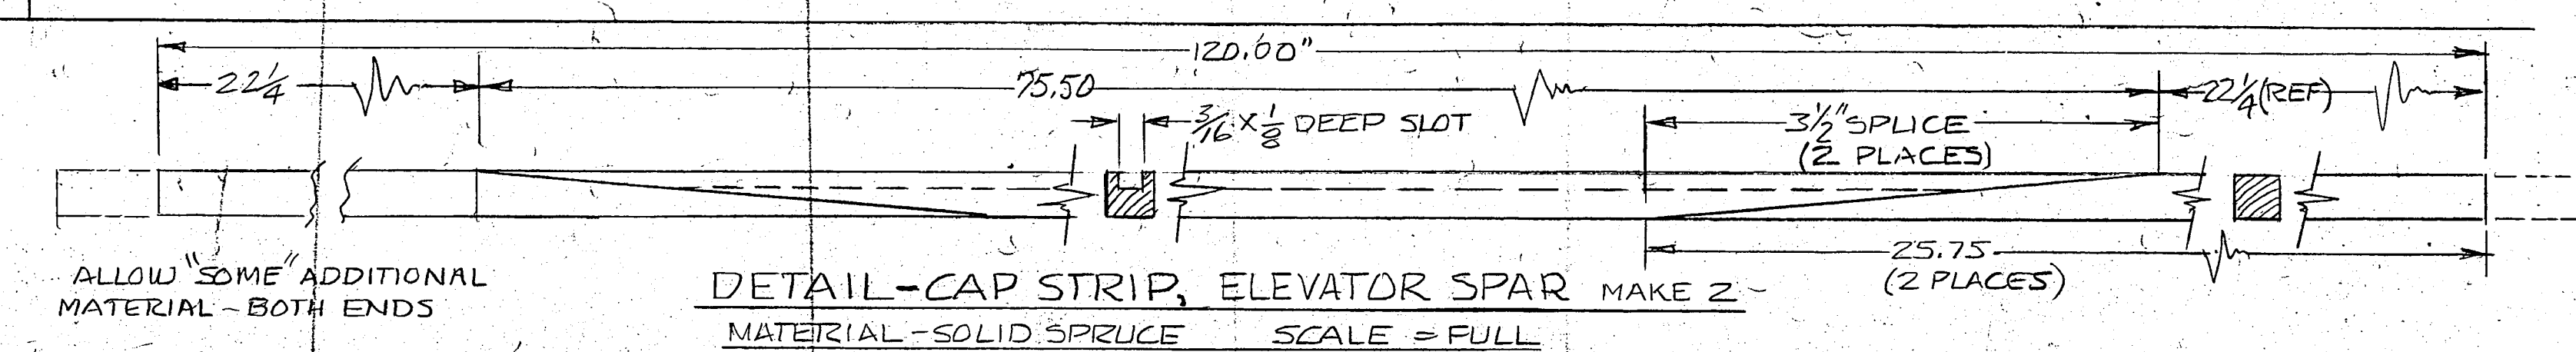 120.00"
22 1/4
75.50
22 1/4 (REF)
3/16 X 1/8 DEEP SLOT
3 1/2" SPLICE
(2 PLACES)
25.75
(2 PLACES)
ALLOW "SOME" ADDITIONAL
MATERIAL - BOTH ENDS
DETAIL-CAP STRIP, ELEVATOR SPAR MAKE 2
MATERIAL-SOLID SPRUCE SCALE = FULL